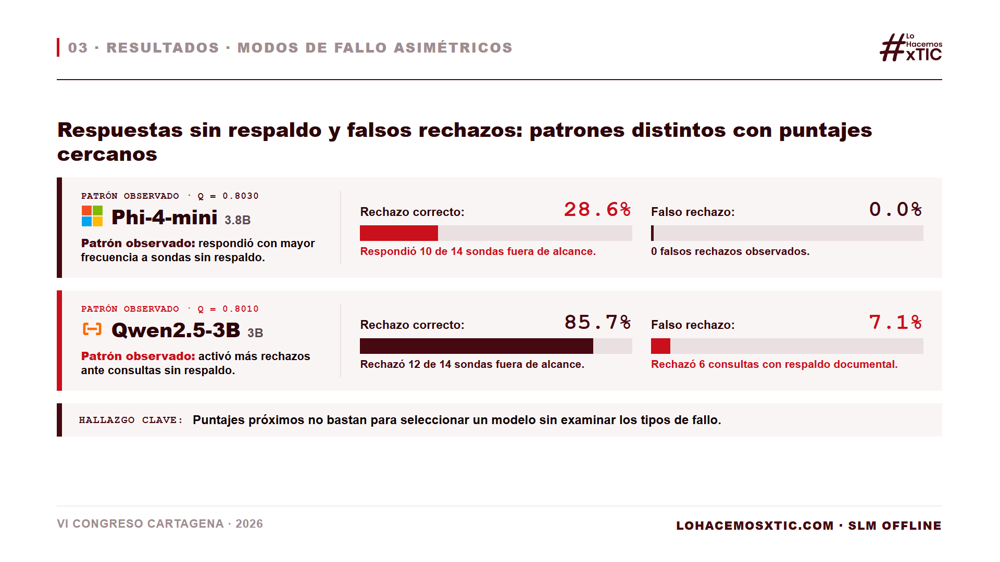 03 · RESULTADOS · MODOS DE FALLO ASIMÉTRICOS
#Lo
Hacemos
xTIC
Respuestas sin respaldo y falsos rechazos: patrones distintos con puntajes
cercanos
PATRÓN OBSERVADO · Q = 0.8030
Phi-4-mini 3.8B
Patrón observado: respondió con mayor
frecuencia a sondas sin respaldo.
Rechazo correcto: 28.6%
Respondió 10 de 14 sondas fuera de alcance.
Falso rechazo: 0.0%
0 falsos rechazos observados.
PATRÓN OBSERVADO · Q = 0.8010
Qwen2.5-3B 3B
Patrón observado: activó más rechazos
ante consultas sin respaldo.
Rechazo correcto: 85.7%
Rechazó 12 de 14 sondas fuera de alcance.
Falso rechazo: 7.1%
Rechazó 6 consultas con respaldo documental.
HALLAZGO CLAVE: Puntajes próximos no bastan para seleccionar un modelo sin examinar los tipos de fallo.
VI CONGRESO CARTAGENA · 2026
LOHACEMOSXTIC.COM · SLM OFFLINE